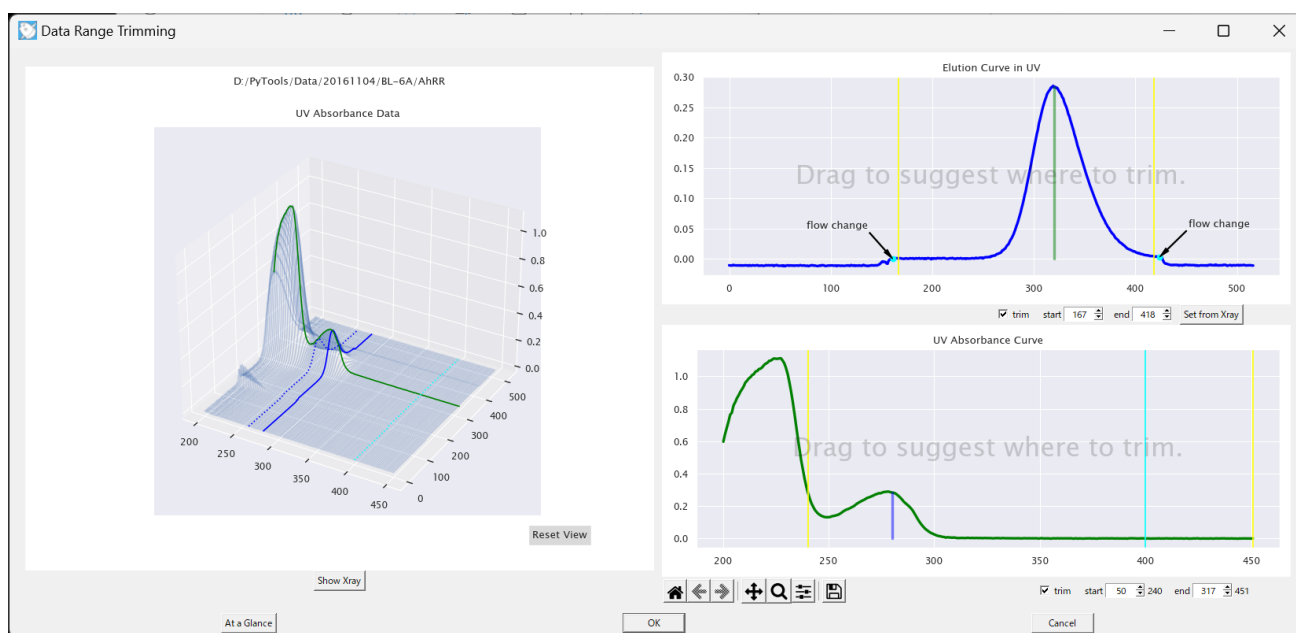 Data Range Trimming
D:/PyTools/Data/20161104/BL-6A/AhRR
UV Absorbance Data
1.0
0.8
0.6
0.4
0.2
0.0
200
250
300
350
400
450
0
100
200
300
400
500
Reset View
Show Xray
Elution Curve in UV
0.30
0.25
0.20
0.15
0.10
0.05
0.00
Drag to suggest where to trim.
flow change
flow change
0 100 200 300 400 500
trim start 167 end 418 Set from Xray
UV Absorbance Curve
1.0
0.8
0.6
0.4
0.2
0.0
Drag to suggest where to trim.
200 250 300 350 400 450
trim start 50 240 end 317 451
At a Glance OK Cancel